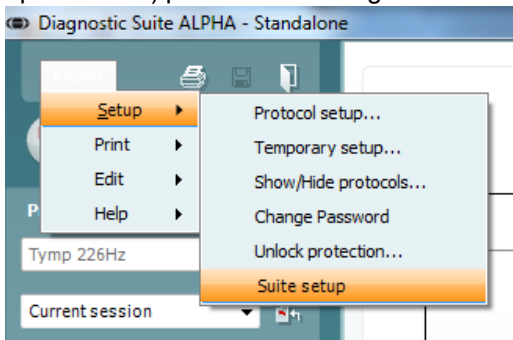 Diagnostic Suite ALPHA - Standalone
Menu
Setup
Protocol setup...
Print
Temporary setup...
Edit
Show/Hide protocols...
Help
Change Password
Unlock protection...
Suite setup
P
Tymp 226Hz
Current session